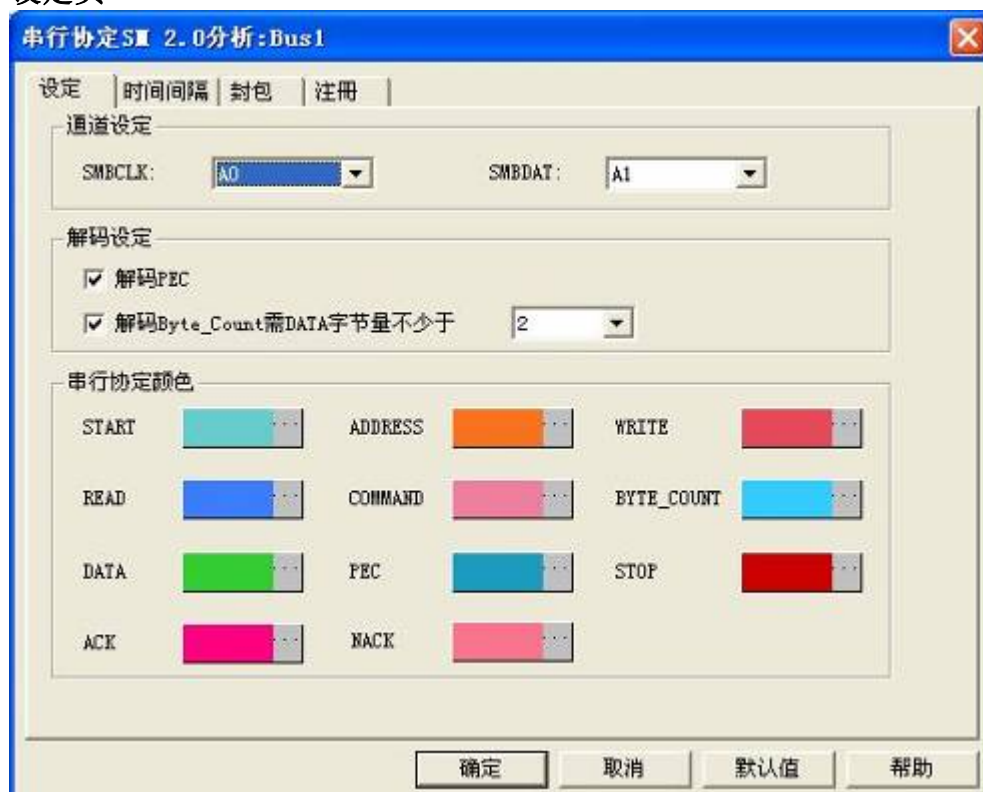 设定页
串行协定SM 2.0分析:Bus1
设定 时间间隔 封包 注册
通道设定
SMBCLK: A0 SMBDAT: A1
解码设定
解码PEC
解码Byte_Count需DATA字节量不少于 2
串行协定颜色
START ... ADDRESS ... WRITE ...
READ ... COMMAND ... BYTE_COUNT ...
DATA ... PEC ... STOP ...
ACK ... NACK ...
确定 取消 默认值 帮助